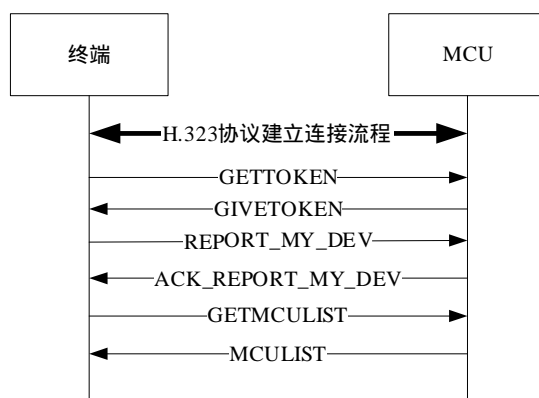 终端
MCU
H.323协议建立连接流程
GETTOKEN
GIVETOKEN
REPORT_MY_DEV
ACK_REPORT_MY_DEV
GETMCULIST
MCULIST